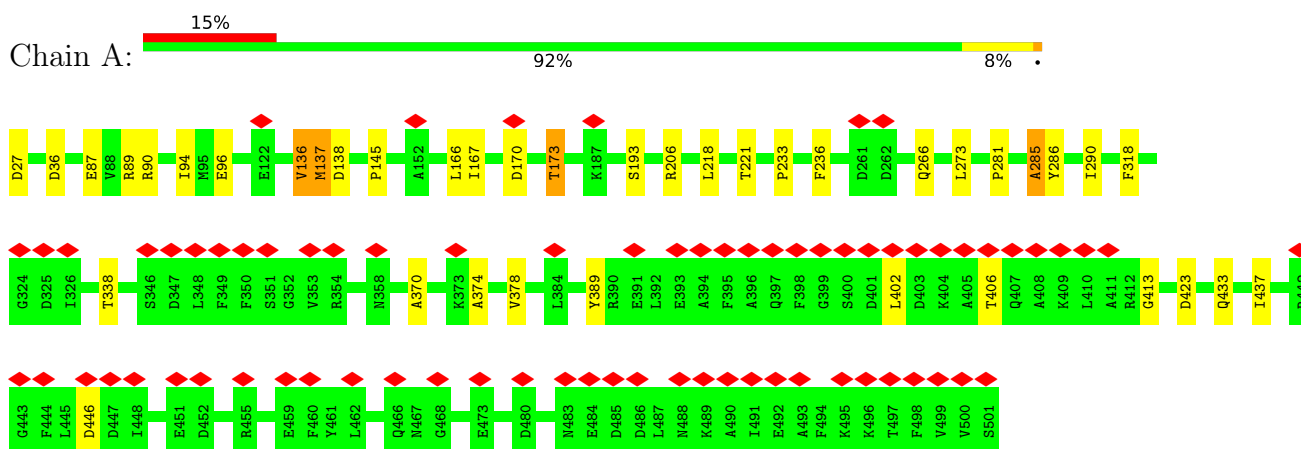 15%
Chain A:
92% 8% •
D27 D36 E87 V88 R89 R90 I94 M95 E96 E122 V136 M137 D138 P145 A152 L166 I167 D170 T173 K187 S193 R206 L218 T221 P233 F236 D261 D262 Q266 L273 P281 A285 Y286 I290 F318
G324 D325 I326 T338 S346 D347 L348 F349 F350 S351 G352 V353 R354 N358 A370 K373 A374 V378 L384 Y389 R390 E391 L392 E393 A394 F395 A396 Q397 F398 G399 S400 D401 L402 D403 K404 A405 T406 Q407 A408 K409 L410 A411 R412 G413 D423 Q433 I437
G443 F444 L445 D446 D447 I448 E451 D452 R455 E459 F460 Y461 L462 Q466 N467 G468 E473 D480 N483 E484 D485 D486 L487 N488 K489 A490 I491 E492 A493 F494 K495 K496 T497 F498 V499 V500 S501